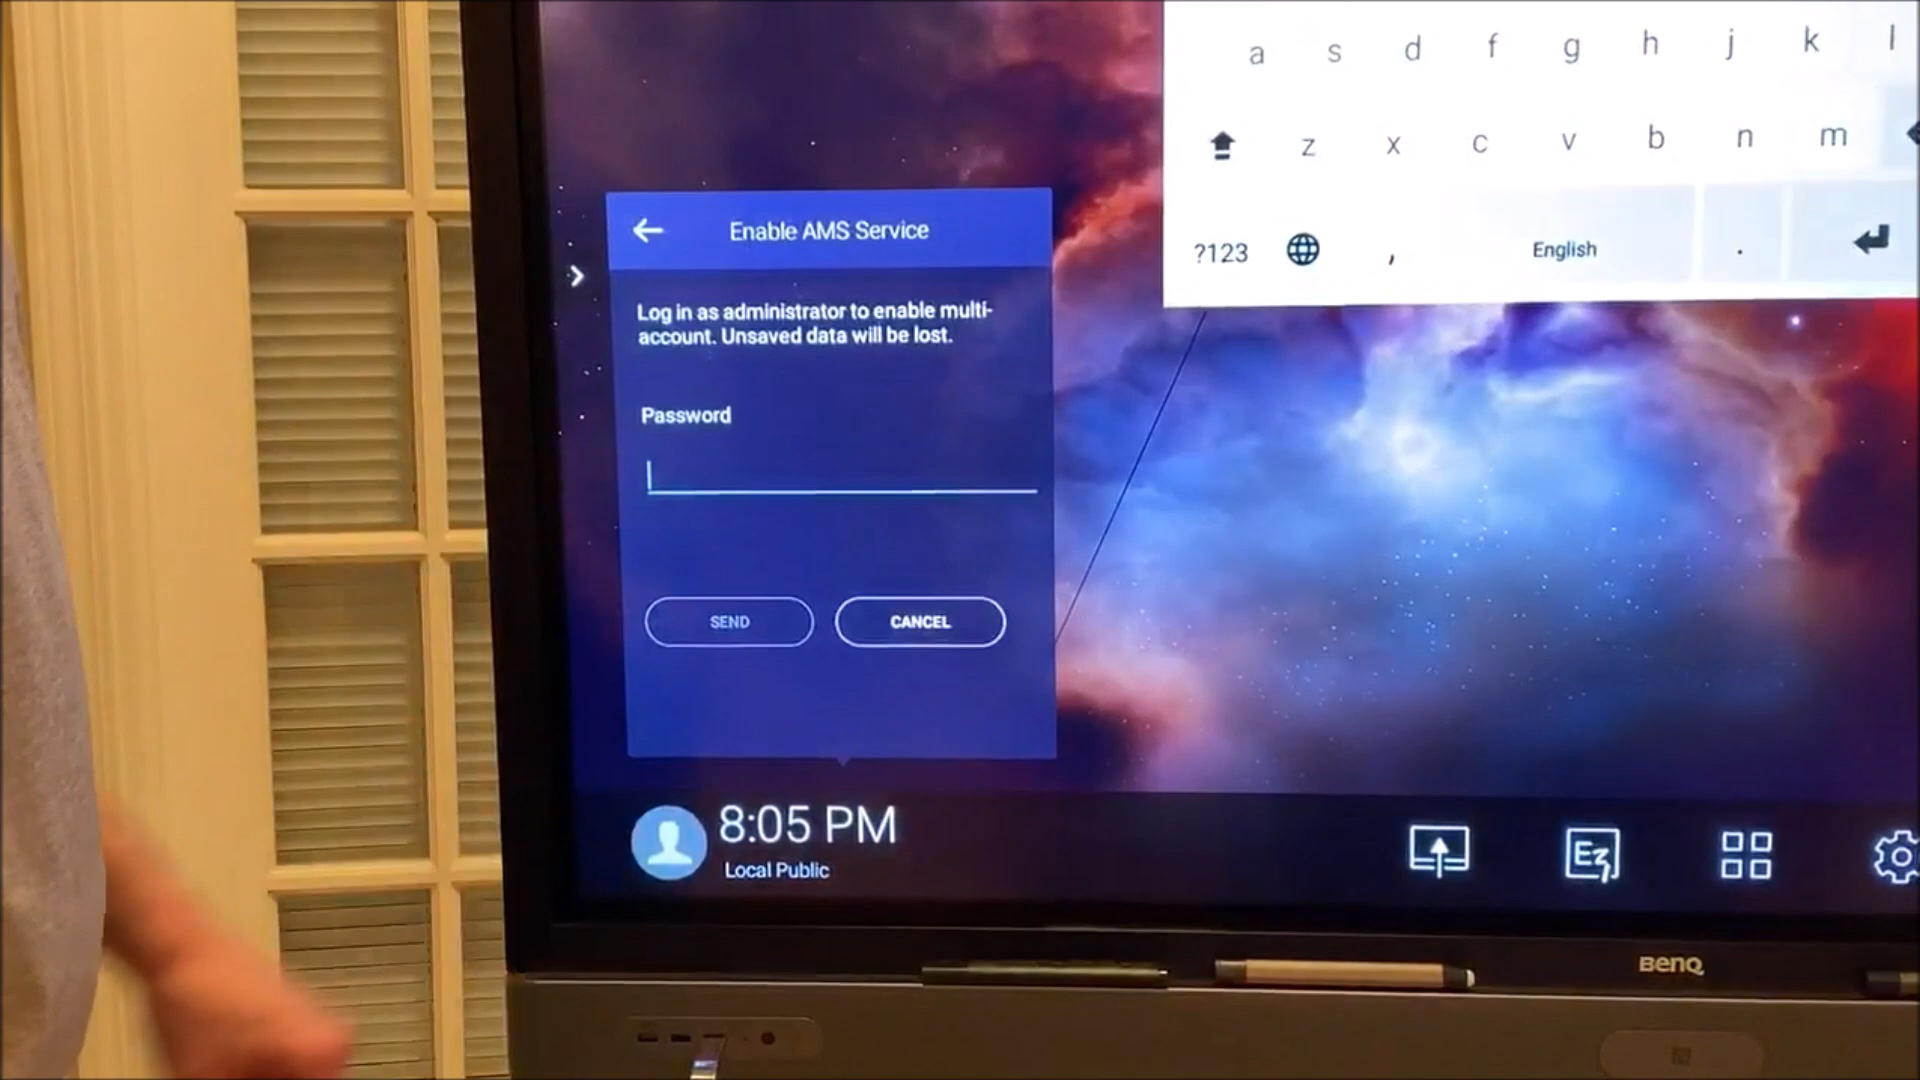 a s d f g h j k l
z x c v b n m
?123 , English .
Enable AMS Service
Log in as administrator to enable multi-
account. Unsaved data will be lost.
Password
SEND CANCEL
8:05 PM
Local Public
BenQ